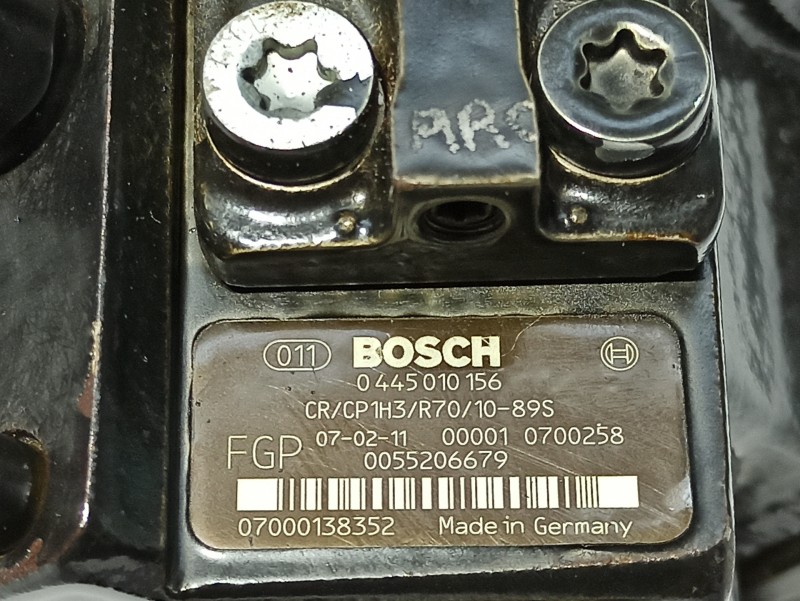 011 BOSCH
0 445 010 156
CR/CP1H3/R70/10-89S
FGP 07-02-11 00001 0700258
0055206679
07000138352 Made in Germany